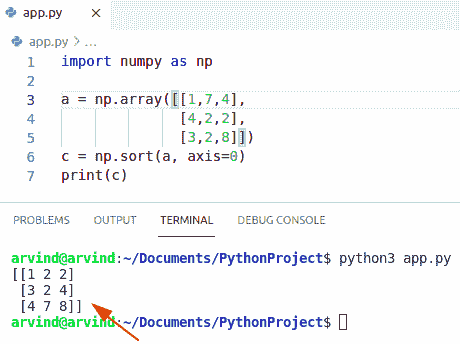 app.py ×
app.py > ...
1 import numpy as np
2
3 a = np.array([[1,7,4],
4 [4,2,2],
5 [3,2,8]])
6 c = np.sort(a, axis=0)
7 print(c)
PROBLEMS OUTPUT TERMINAL DEBUG CONSOLE
arvind@arvind:~/Documents/PythonProject$ python3 app.py
[[1 2 2]
[3 2 4]
[4 7 8]]
arvind@arvind:~/Documents/PythonProject$